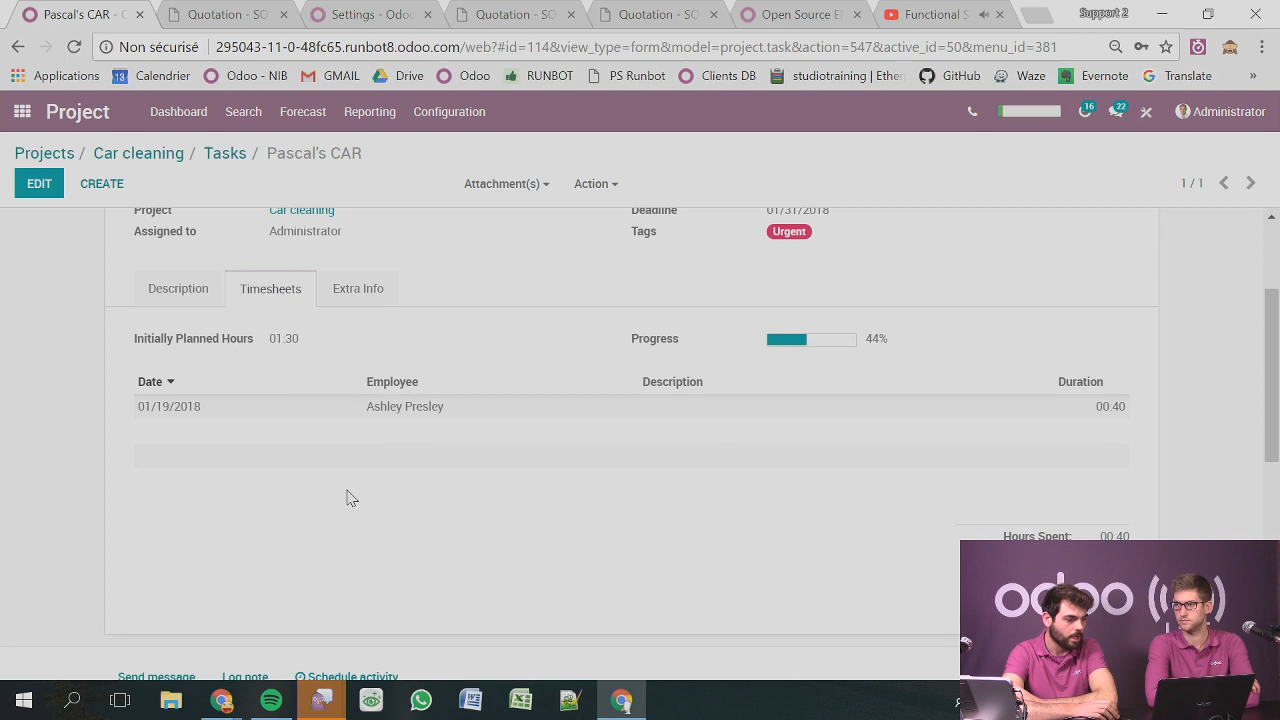 Pascal's CAR - C
Quotation - SO
Settings - Odoo
Quotation - SO
Quotation - SO
Open Source E
Functional S
Support 2
Non sécurisé
295043-11-0-48fc65.runbot8.odoo.com/web?#id=114&view_type=form&model=project.task&action=547&active_id=50&menu_id=381
Applications
Calendrier
Odoo - NIB
GMAIL
Drive
Odoo
RUNBOT
PS Runbot
Clients DB
studio:training | Ether
GitHub
Waze
Evernote
Translate
»
Project
Dashboard
Search
Forecast
Reporting
Configuration
16
22
Administrator
Projects / Car cleaning / Tasks / Pascal's CAR
EDIT
CREATE
Attachment(s)
Action
1 / 1
Project
Car cleaning
Deadline
01/31/2018
Assigned to
Administrator
Tags
Urgent
Description
Timesheets
Extra Info
Initially Planned Hours 01:30
Progress
44%
Date
Employee
Description
Duration
01/19/2018
Ashley Presley
00:40
Hours Spent: 00:40
odoo
Send message
Log note
Schedule activity